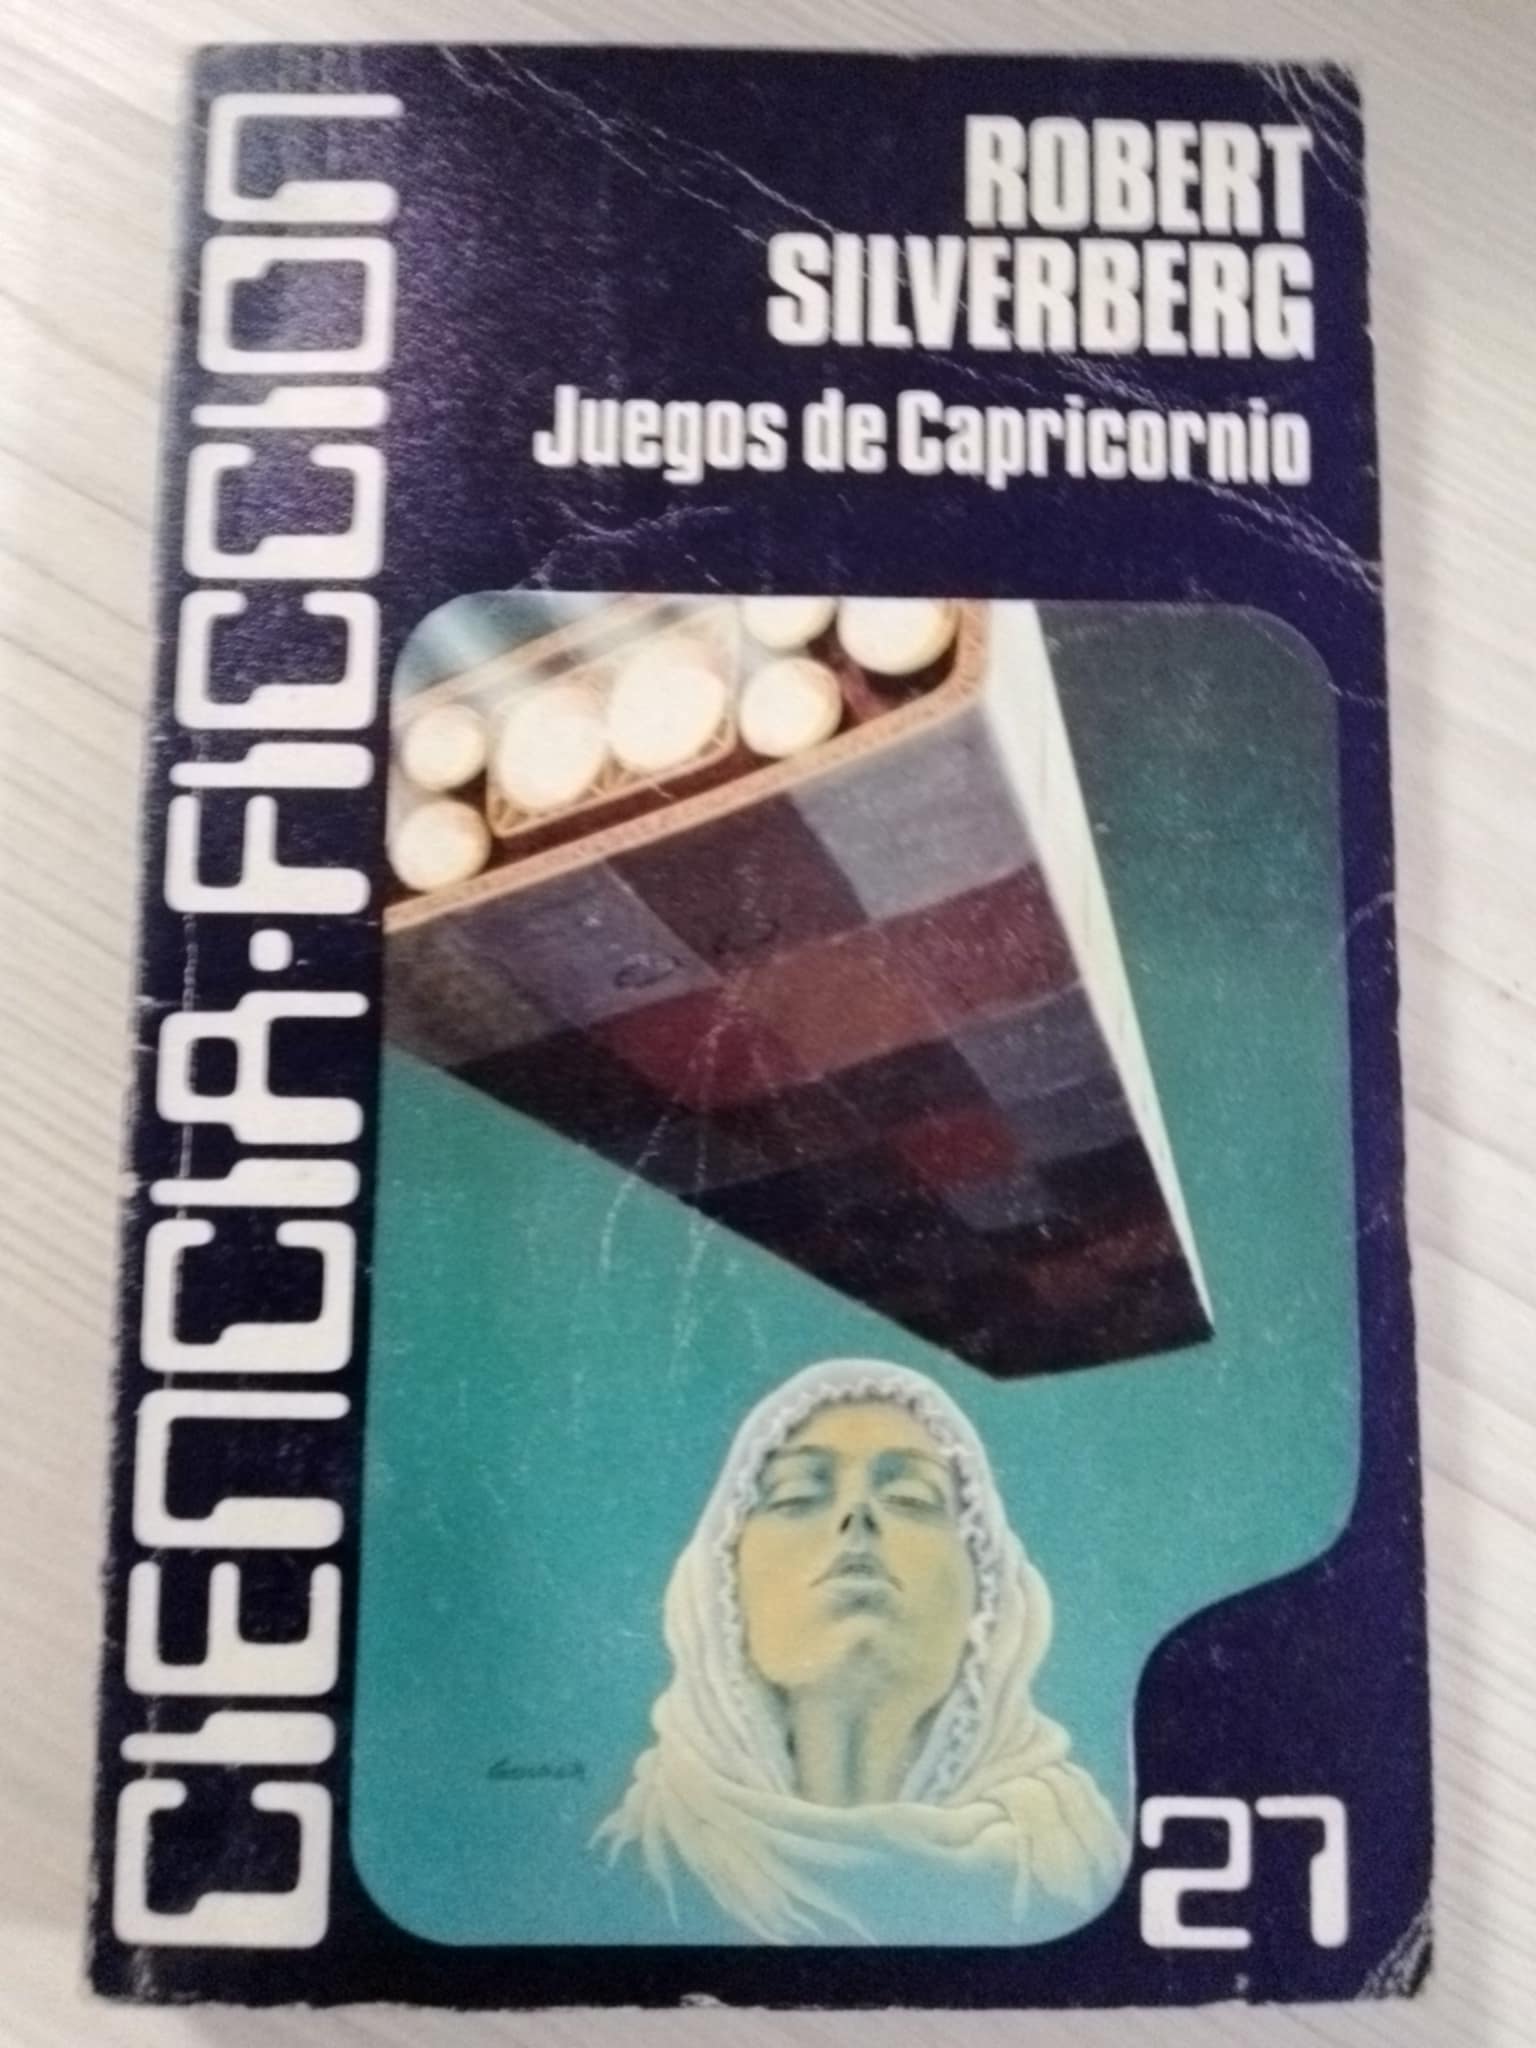 ROBERT
SILVERBERG
Juegos de Capricornio
CIENCIA·FICCION
27